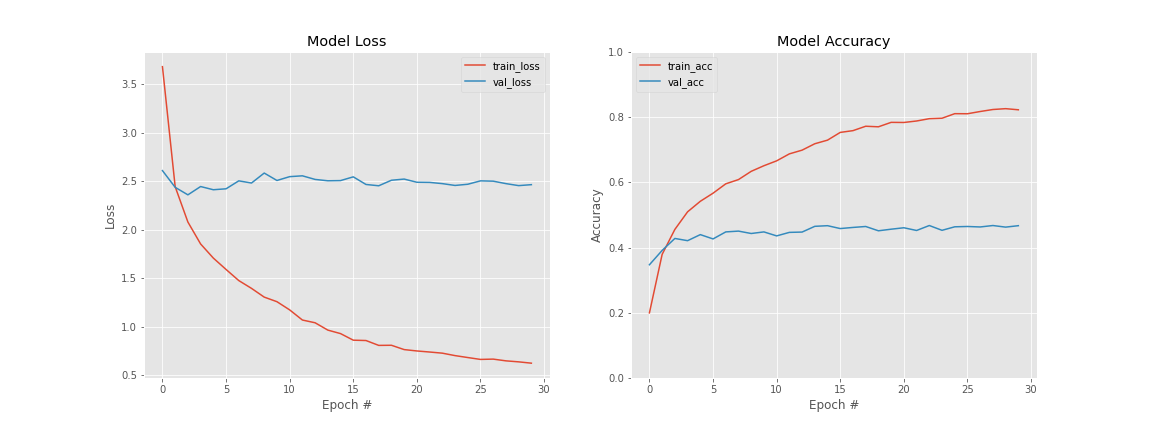 Model Loss
train_loss
val_loss
3.5
3.0
2.5
2.0
1.5
1.0
0.5
Loss
0 5 10 15 20 25 30
Epoch #
Model Accuracy
train_acc
val_acc
1.0
0.8
0.6
0.4
0.2
0.0
Accuracy
0 5 10 15 20 25 30
Epoch #